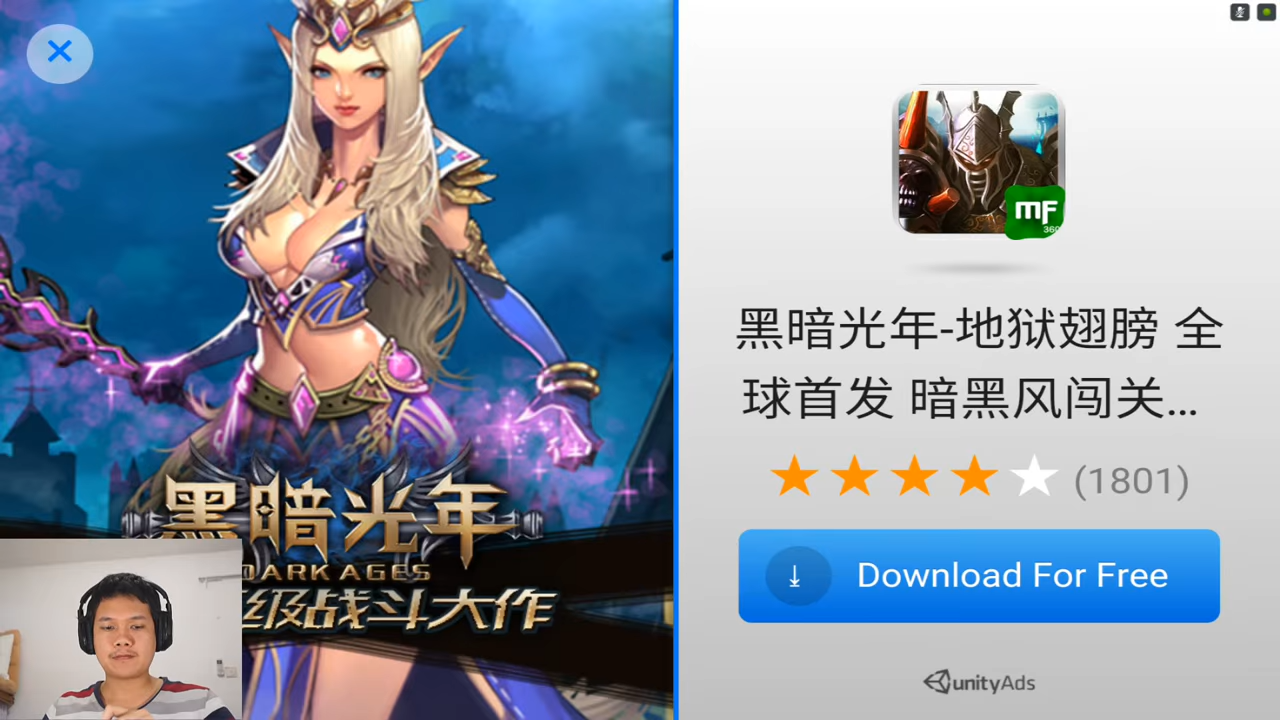 黑暗光年
DARK AGES
级战斗大作
mF
360
黑暗光年-地狱翅膀 全
球首发 暗黑风闯关...
(1801)
Download For Free
unityAds